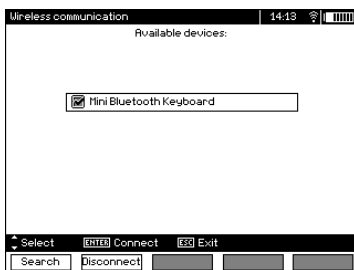 Wireless communication 14:13
Available devices:
Mini Bluetooth Keyboard
Select ENTER Connect ESC Exit
Search Disconnect